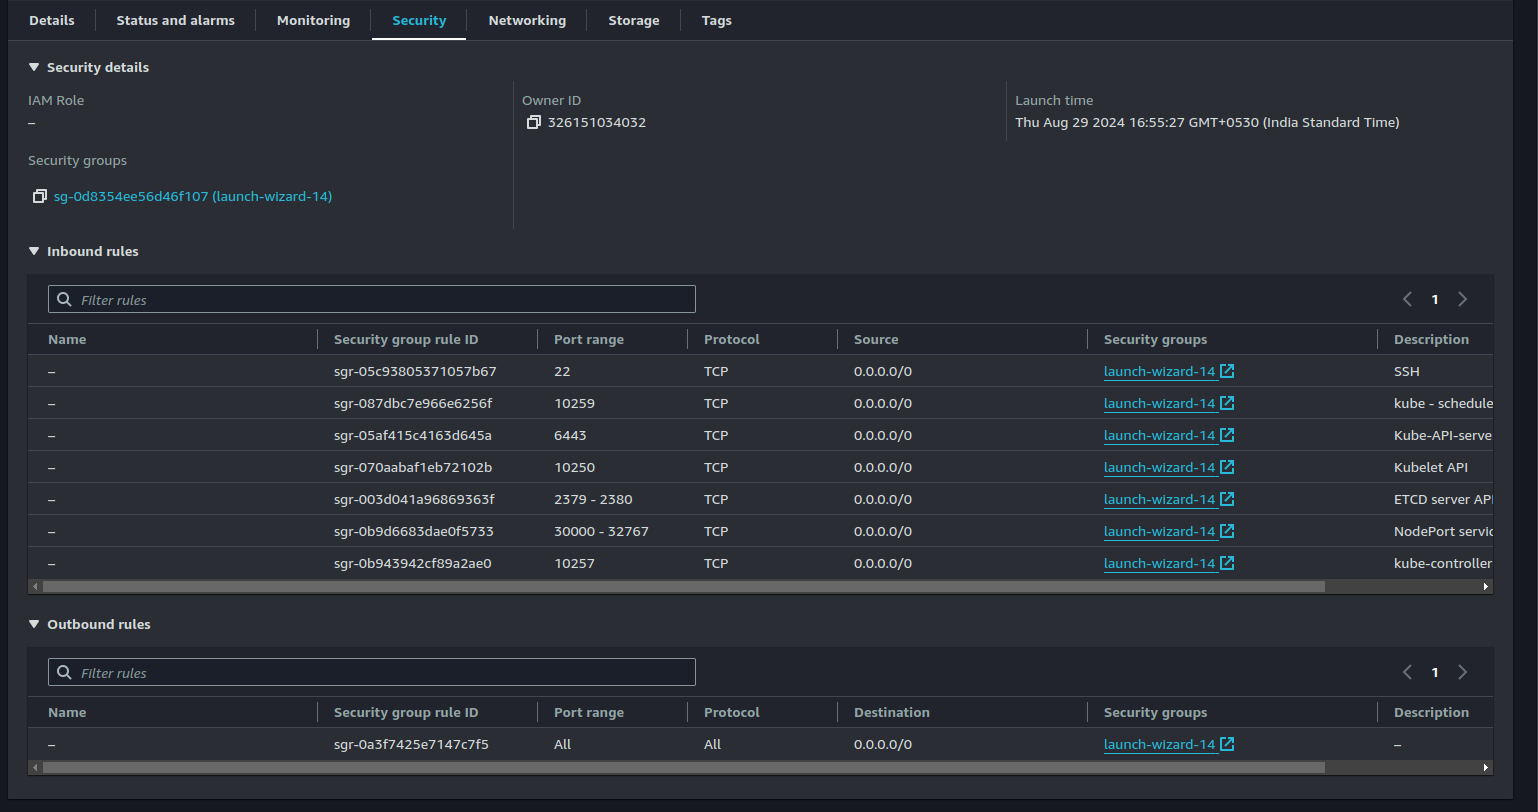 Details Status and alarms Monitoring Security Networking Storage Tags
Security details
IAM Role Owner ID Launch time
– 326151034032 Thu Aug 29 2024 16:55:27 GMT+0530 (India Standard Time)
Security groups
sg-0d8354ee56d46f107 (launch-wizard-14)
Inbound rules
Filter rules 1
Name Security group rule ID Port range Protocol Source Security groups Description
– sgr-05c93805371057b67 22 TCP 0.0.0.0/0 launch-wizard-14 SSH
– sgr-087dbc7e966e6256f 10259 TCP 0.0.0.0/0 launch-wizard-14 kube - schedule
– sgr-05af415c4163d645a 6443 TCP 0.0.0.0/0 launch-wizard-14 Kube-API-serve
– sgr-070aabaf1eb72102b 10250 TCP 0.0.0.0/0 launch-wizard-14 Kubelet API
– sgr-003d041a96869363f 2379 - 2380 TCP 0.0.0.0/0 launch-wizard-14 ETCD server API
– sgr-0b9d6683dae0f5733 30000 - 32767 TCP 0.0.0.0/0 launch-wizard-14 NodePort servic
– sgr-0b943942cf89a2ae0 10257 TCP 0.0.0.0/0 launch-wizard-14 kube-controller
Outbound rules
Filter rules 1
Name Security group rule ID Port range Protocol Destination Security groups Description
– sgr-0a3f7425e7147c7f5 All All 0.0.0.0/0 launch-wizard-14 –